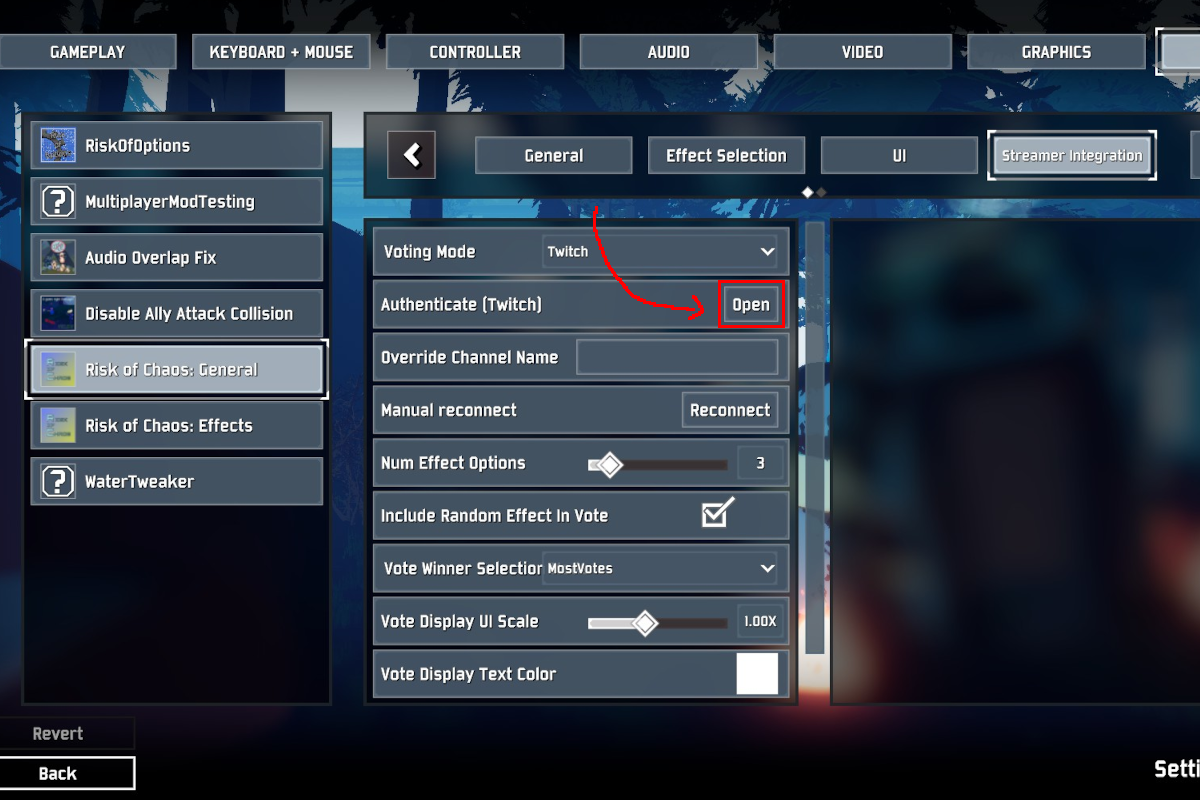 GAMEPLAY KEYBOARD + MOUSE CONTROLLER AUDIO VIDEO GRAPHICS
RiskOfOptions
MultiplayerModTesting
Audio Overlap Fix
Disable Ally Attack Collision
Risk of Chaos: General
Risk of Chaos: Effects
? WaterTweaker
General Effect Selection UI Streamer Integration
Voting Mode Twitch
Authenticate (Twitch) Open
Override Channel Name
Manual reconnect Reconnect
Num Effect Options 3
Include Random Effect In Vote
Vote Winner Selection MostVotes
Vote Display UI Scale 1.00X
Vote Display Text Color
Revert
Back
Setti